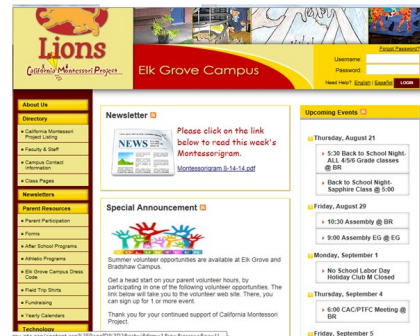 Lions
California Montessori Project
Elk Grove Campus
Forgot Password?
Username:
Password:
Need Help? English | Español
LOGIN
About Us
Directory
California Montessori
Project Listing
Faculty & Staff
Campus Contact
Information
Class Pages
Newsletters
Parent Resources
Parent Participation
Forms
After School Programs
Athletic Programs
Elk Grove Campus Dress
Code
Field Trip Shirts
Fundraising
Yearly Calendars
Technology
Newsletter
NEWS
Please click on the link
below to read this week's
Montessorigram.
Montessorigram 8-14-14.pdf
Special Announcement
Summer volunteer opportunities are available at Elk Grove and
Bradshaw Campus.
Get a head start on your parent volunteer hours, by
participating in one of the following volunteer opportunities. The
link below will take you to the volunteer web site. There, you
can sign up for 1 or more event.
Thank you for your continued support of California Montessori
Project.
Upcoming Events
Thursday, August 21
5:30 Back to School Night-
ALL 4/5/6 Grade classes
@ BR
Back to School Night-
Sapphire Class @ 5:00
Friday, August 29
10:30 Assembly @ BR
9:00 Assembly EG @ EG
Monday, September 1
No School Labor Day
Holiday Club M Closed
Thursday, September 4
6:00 CAC/PTFC Meeting @
BR
Friday, September 5